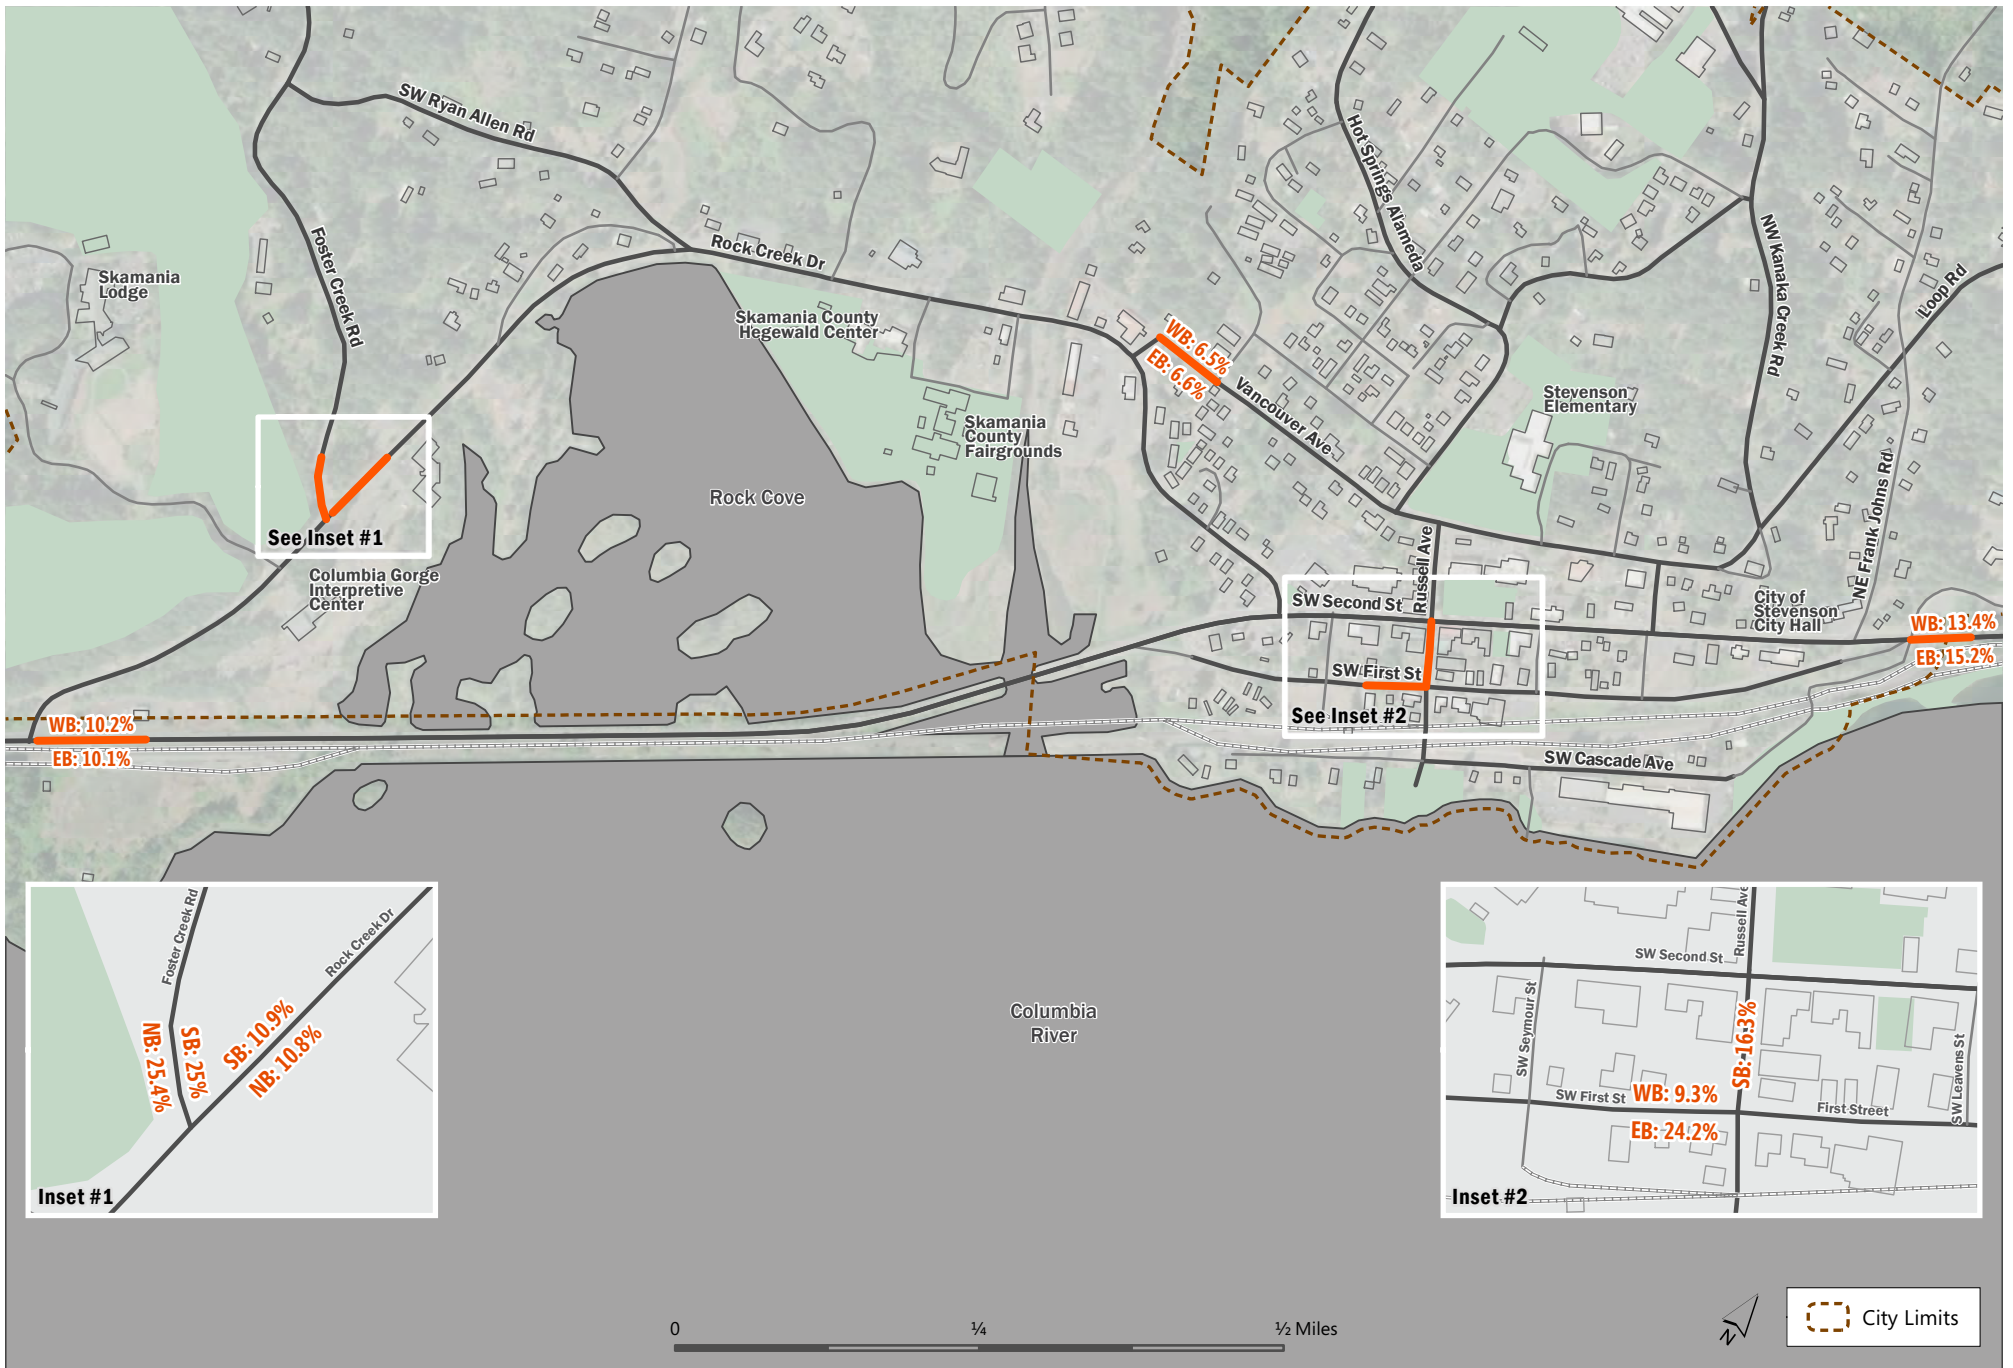 SW Ryan Allen Rd
Hot Springs Alameda
Foster Creek Rd
Rock Creek Dr
NW Kanaka Creek Rd
Loop Rd
Skamania
Lodge
Skamania County
Hegewald Center
WB: 6.5%
EB: 6.6%
Vancouver Ave
Stevenson
Elementary
Skamania
County
Fairgrounds
Rock Cove
See Inset #1
Columbia Gorge
Interpretive
Center
Russell Ave
NE Frank Johns Rd
SW Second St
City of
Stevenson
City Hall
WB: 13.4%
EB: 15.2%
SW First St
See Inset #2
WB: 10.2%
EB: 10.1%
SW Cascade Ave
Foster Creek Rd
Rock Creek Dr
SB: 10.9%
NB: 10.8%
NB: 25.4%
SB: 25%
Inset #1
Columbia
River
Russell Ave
SW Second St
SW Seymour St
SB: 16.3%
WB: 9.3%
SW First St
First Street
SW Leavens St
EB: 24.2%
Inset #2
0
¼
½ Miles
N
City Limits